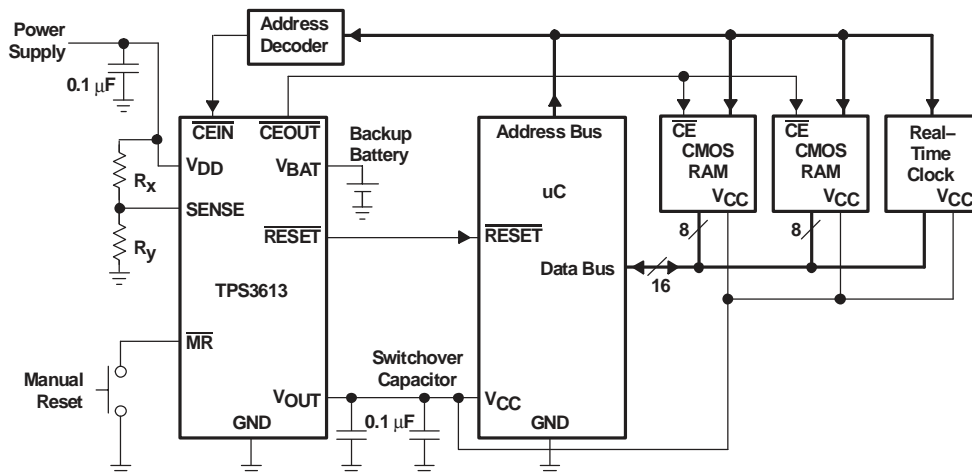 Power
Supply
0.1 μF
Address
Decoder
CEIN
CEOUT
VDD
VBAT
Backup
Battery
Rx
SENSE
Ry
RESET
TPS3613
MR
Manual
Reset
VOUT
GND
Switchover
Capacitor
0.1 μF
Address Bus
uC
RESET
Data Bus
16
VCC
GND
CE
CMOS
RAM
VCC
8
CE
CMOS
RAM
VCC
8
Real–
Time
Clock
VCC